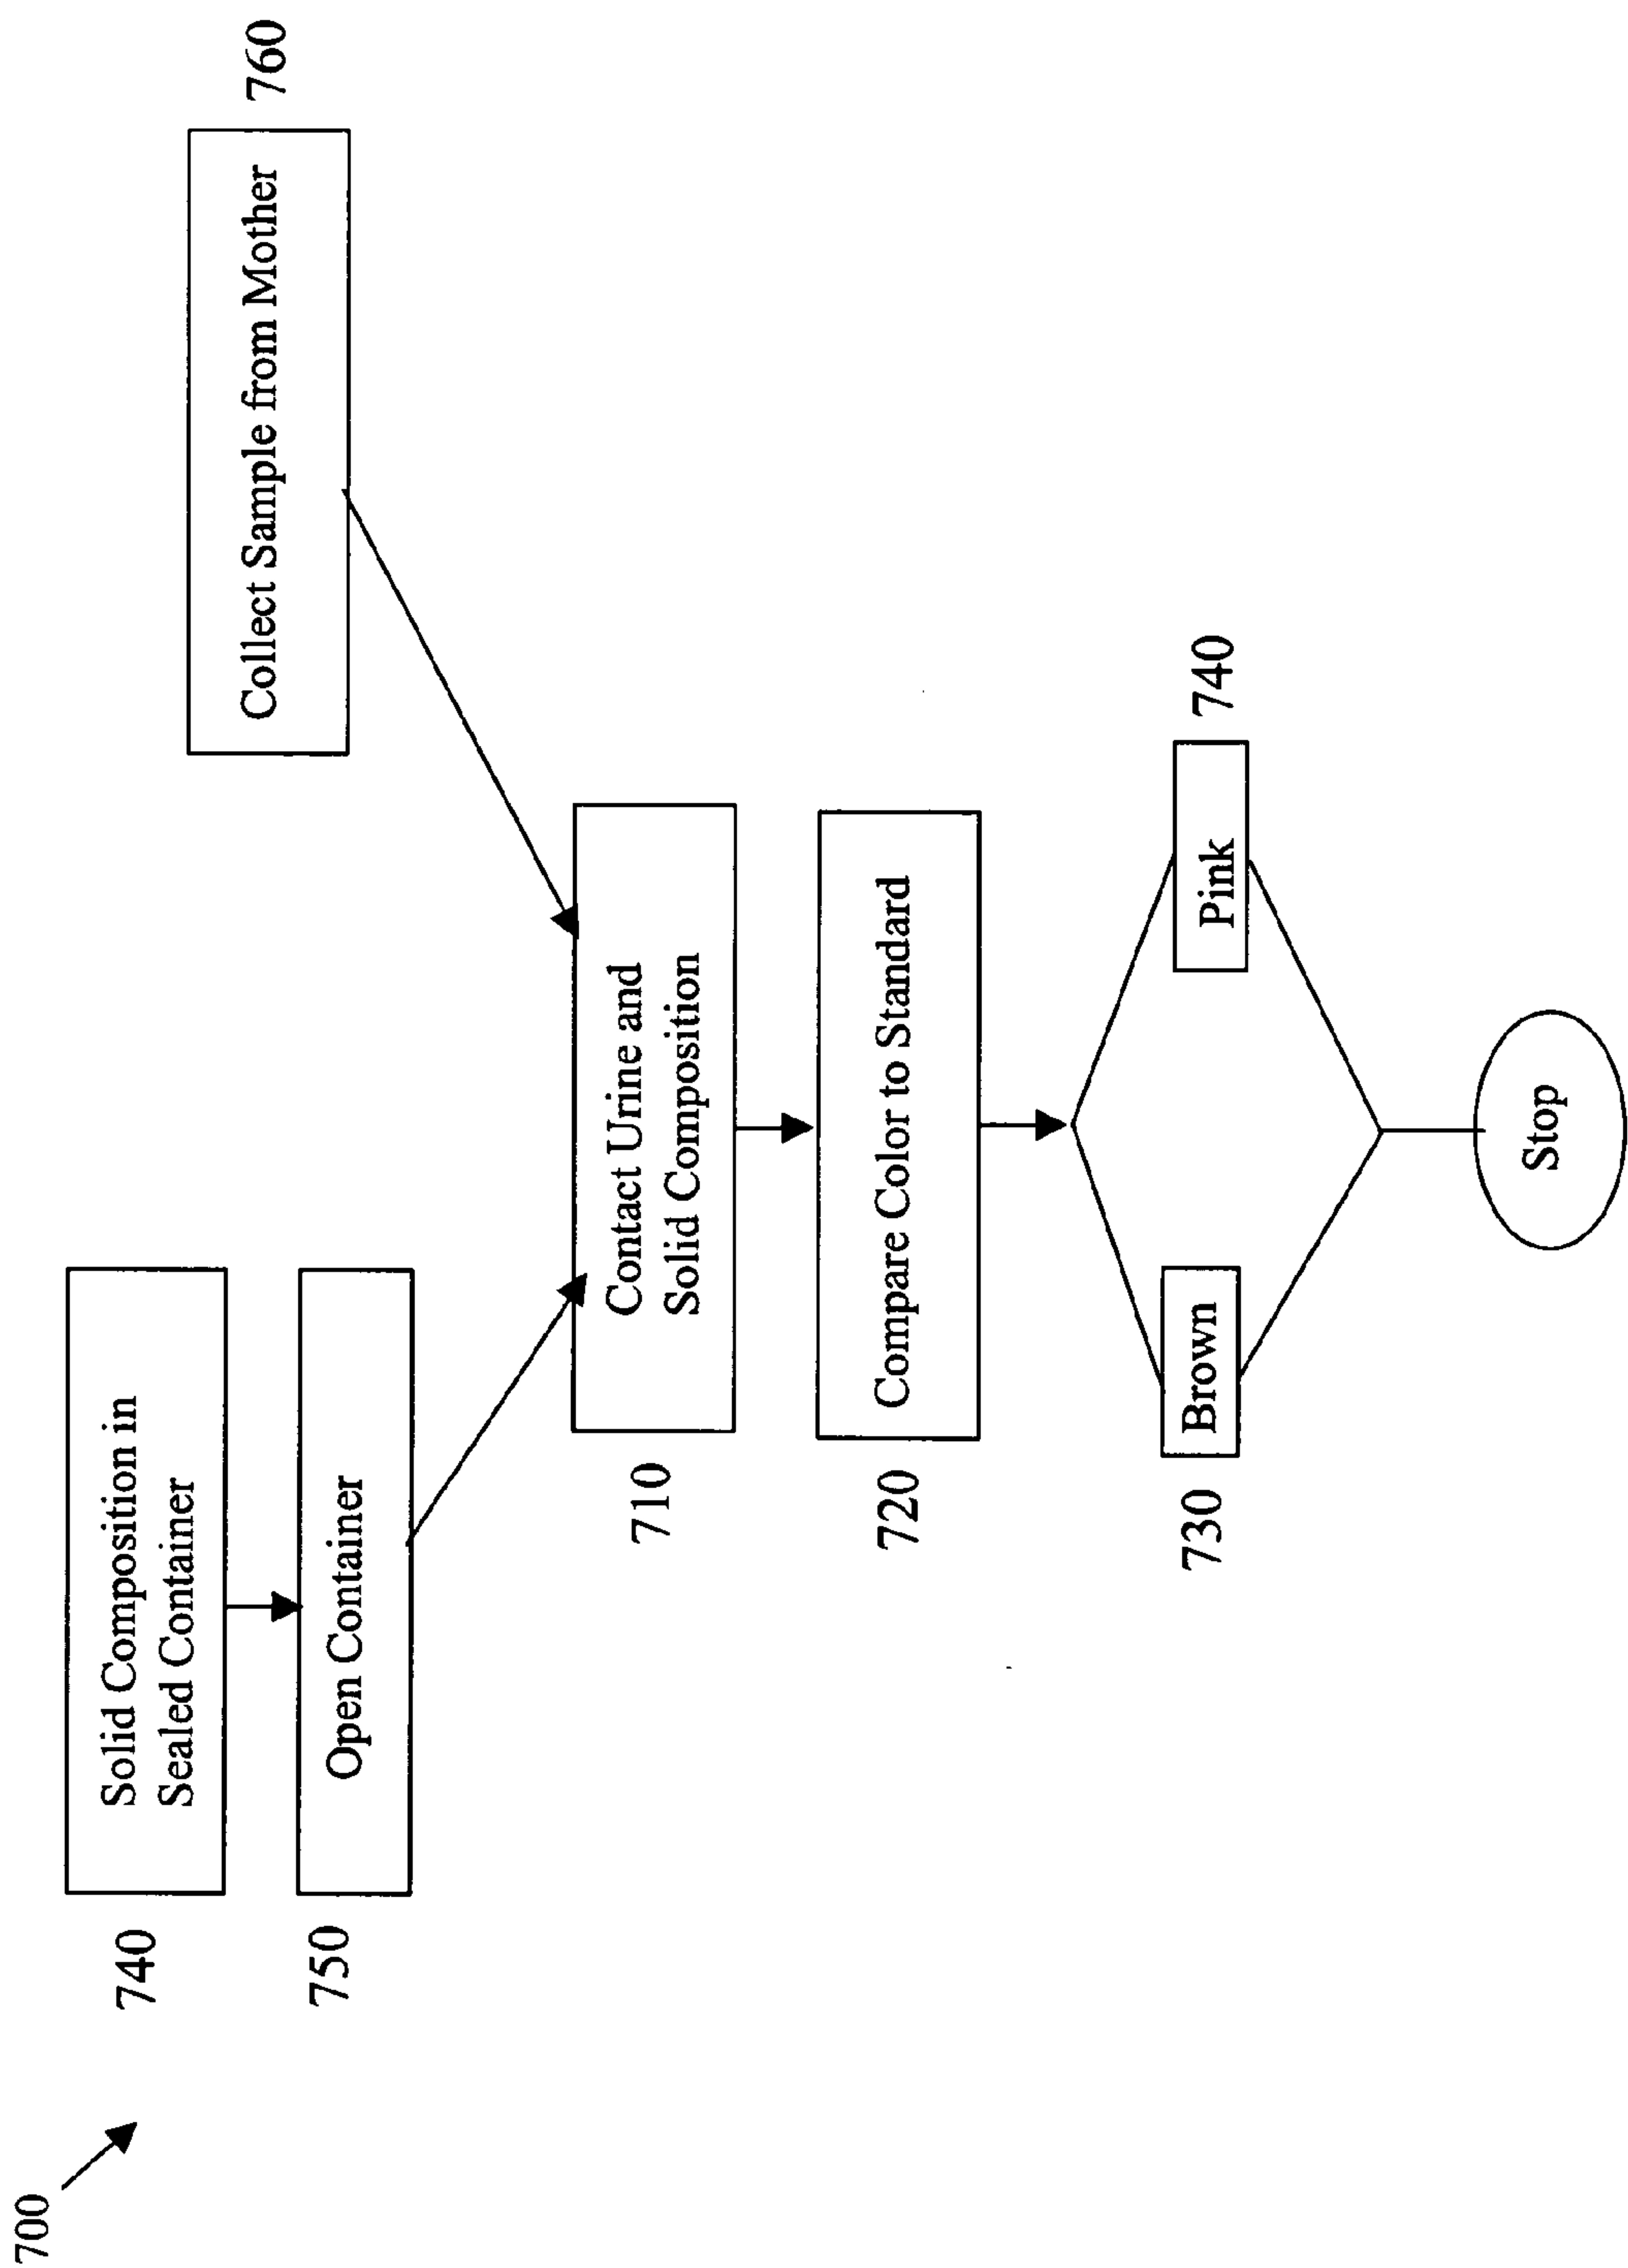 700
740
Solid Composition in
Sealed Container
750
Open Container
Collect Sample from Mother
760
710
Contact Urine and
Solid Composition
720
Compare Color to Standard
730
Brown
Pink
740
Stop